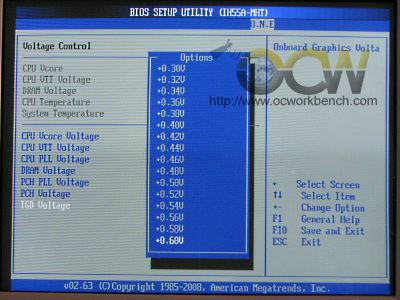 BIOS SETUP UTILITY (IH55A-MHT)
O.N.E
Voltage Control
Options
Onboard Graphics Volta
CPU Vcore
CPU VTT Voltage
DRAM Voltage
CPU Temperature
System Temperature
CPU Vcore Voltage
CPU VTT Voltage
CPU PLL Voltage
DRAM Voltage
PCH PLL Voltage
PCH Voltage
IGD Voltage
+0.30V
+0.32V
+0.34V
+0.36V
+0.38V
+0.40V
+0.42V
+0.44V
+0.46V
+0.48V
+0.50V
+0.52V
+0.54V
+0.56V
+0.58V
+0.60V
OCW
http://www.ocworkbench.com
← Select Screen
↑↓ Select Item
+- Change Option
F1 General Help
F10 Save and Exit
ESC Exit
v02.63 (C)Copyright 1985-2008, American Megatrends, Inc.